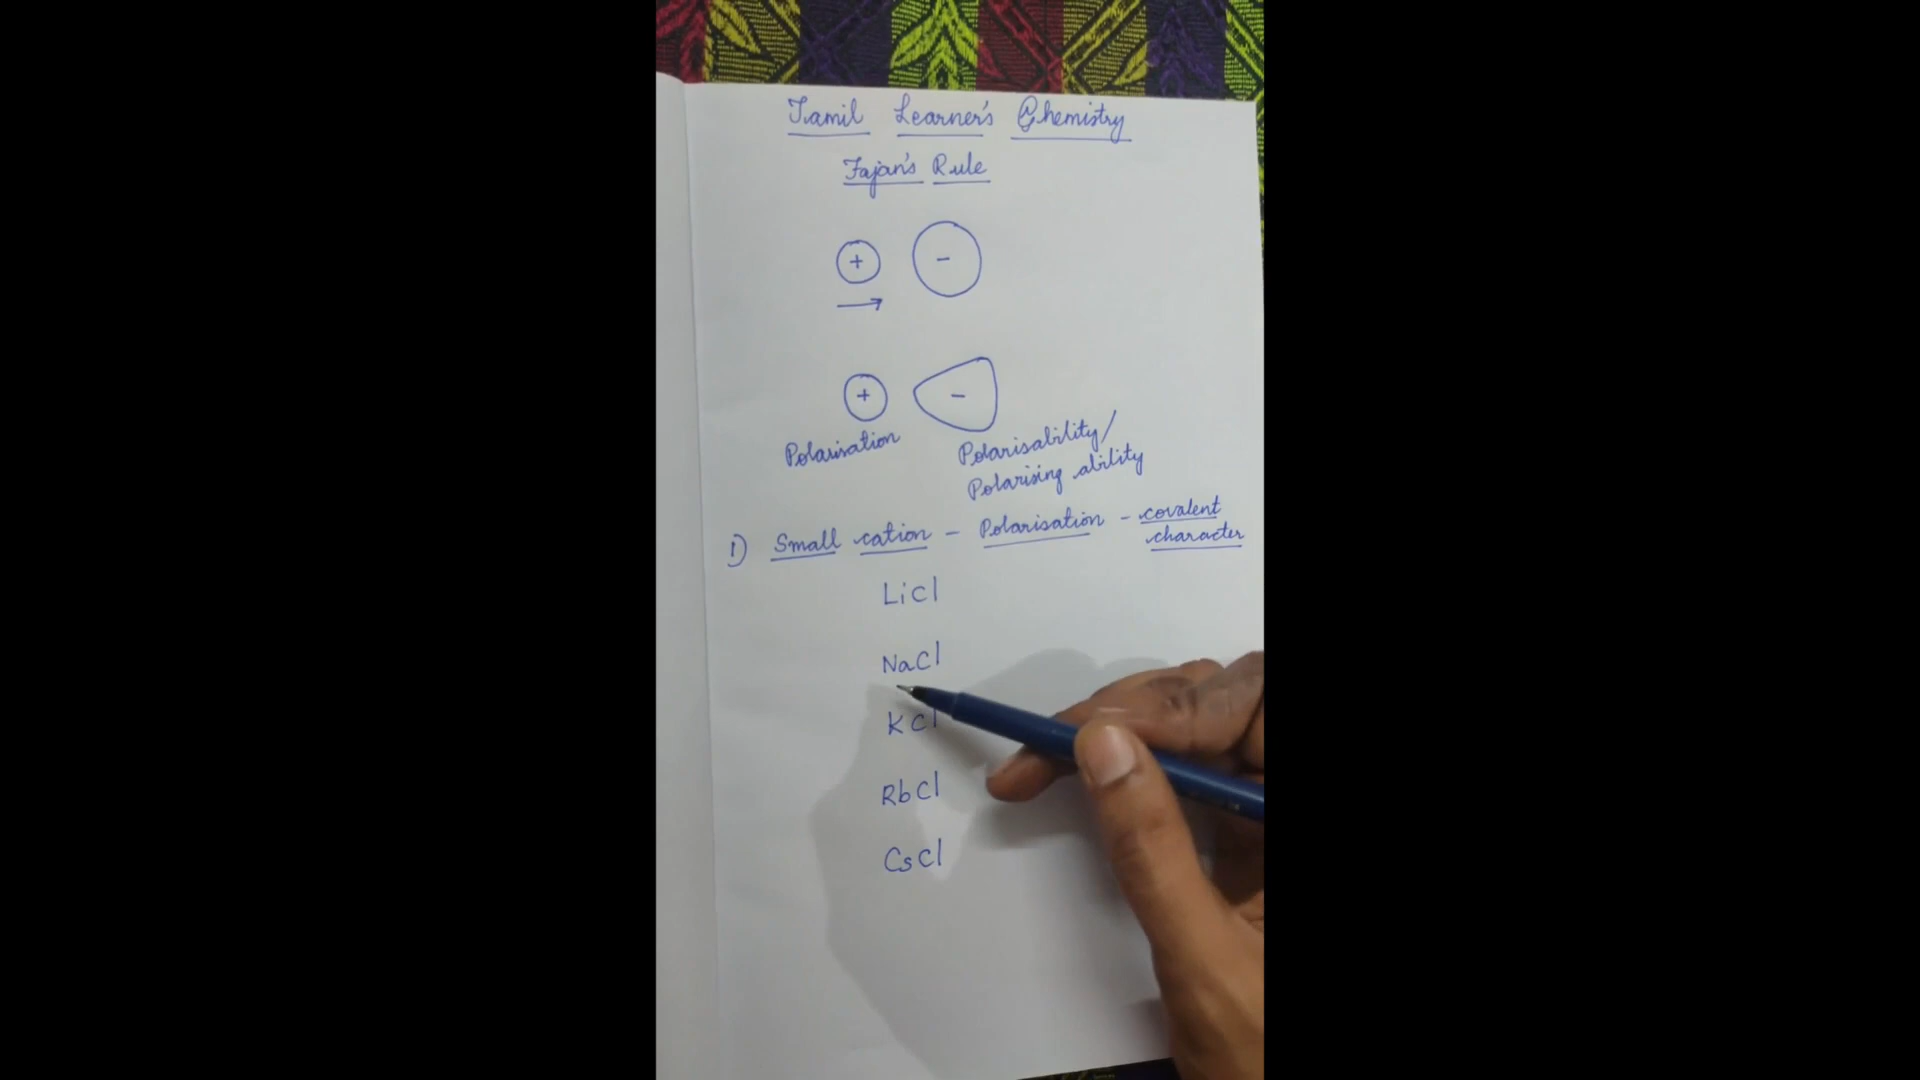 Tamil Learner's Chemistry
Fajan's Rule
+ -
+ -
Polarisation
Polarisability/
Polarising ability
1) Small cation - Polarisation - covalent
character
LiCl
NaCl
KCl
RbCl
CsCl